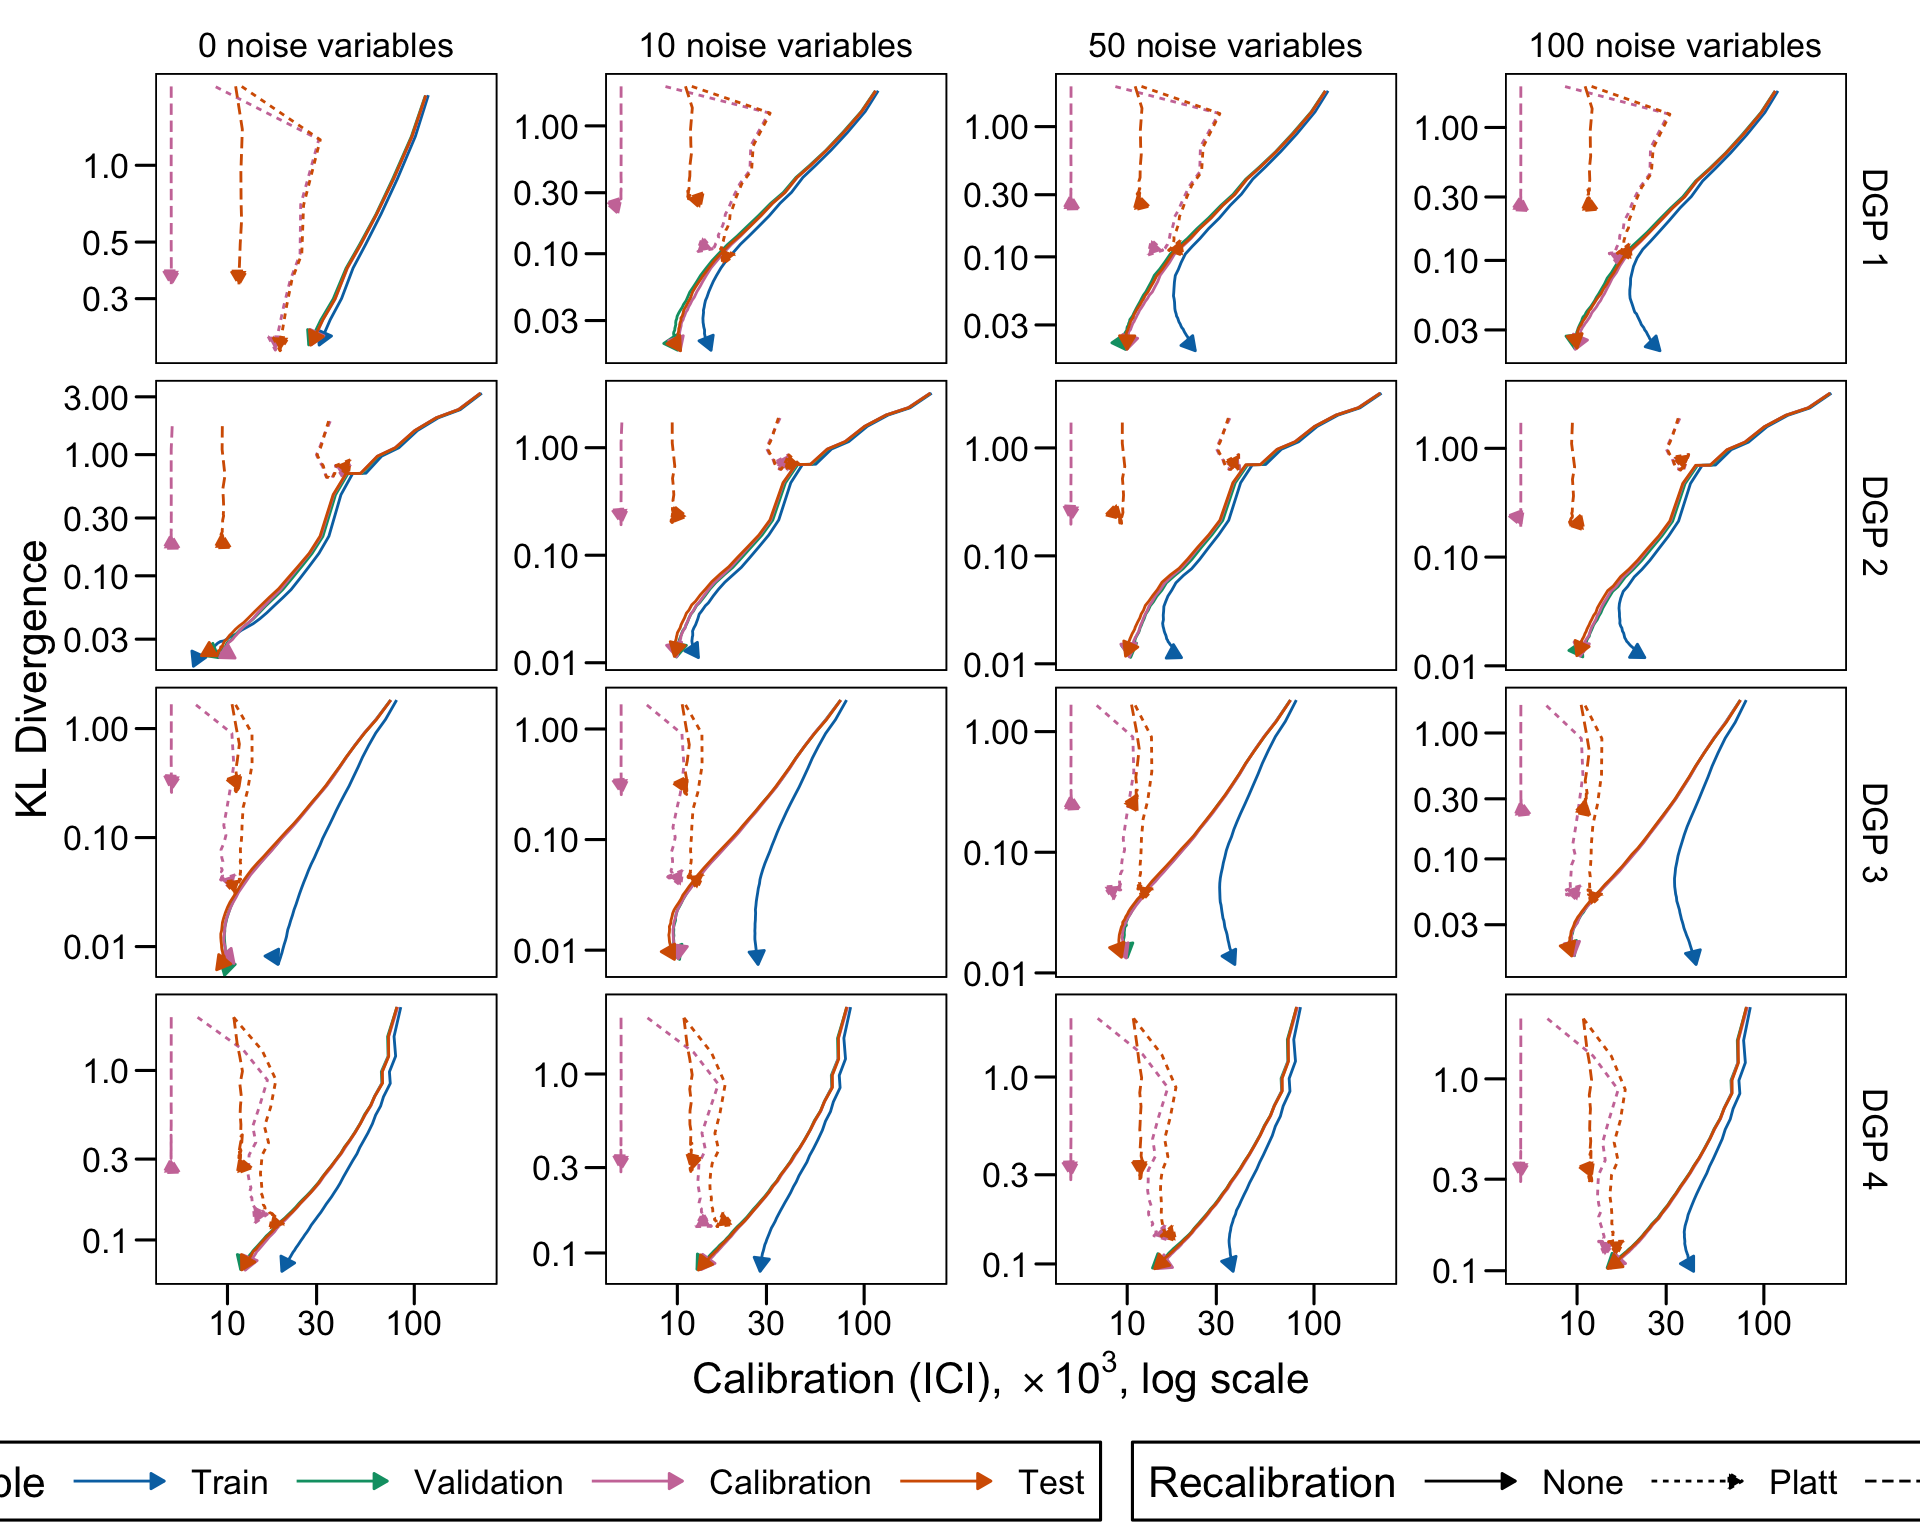 0 noise variables 10 noise variables 50 noise variables 100 noise variables
1.0 0.5 0.3
1.00 0.30 0.10 0.03
1.00 0.30 0.10 0.03
1.00 0.30 0.10 0.03
DGP 1
3.00 1.00 0.30 0.10 0.03
1.00 0.10 0.01
1.00 0.10 0.01
1.00 0.10 0.01
DGP 2
KL Divergence
1.00 0.10 0.01
1.00 0.10 0.01
1.00 0.10 0.01
1.00 0.30 0.10 0.03
DGP 3
1.0 0.3 0.1
1.0 0.3 0.1
1.0 0.3 0.1
1.0 0.3 0.1
DGP 4
10 30 100 10 30 100 10 30 100 10 30 100
Calibration (ICI), ×10³, log scale
ple Train Validation Calibration Test Recalibration None Platt